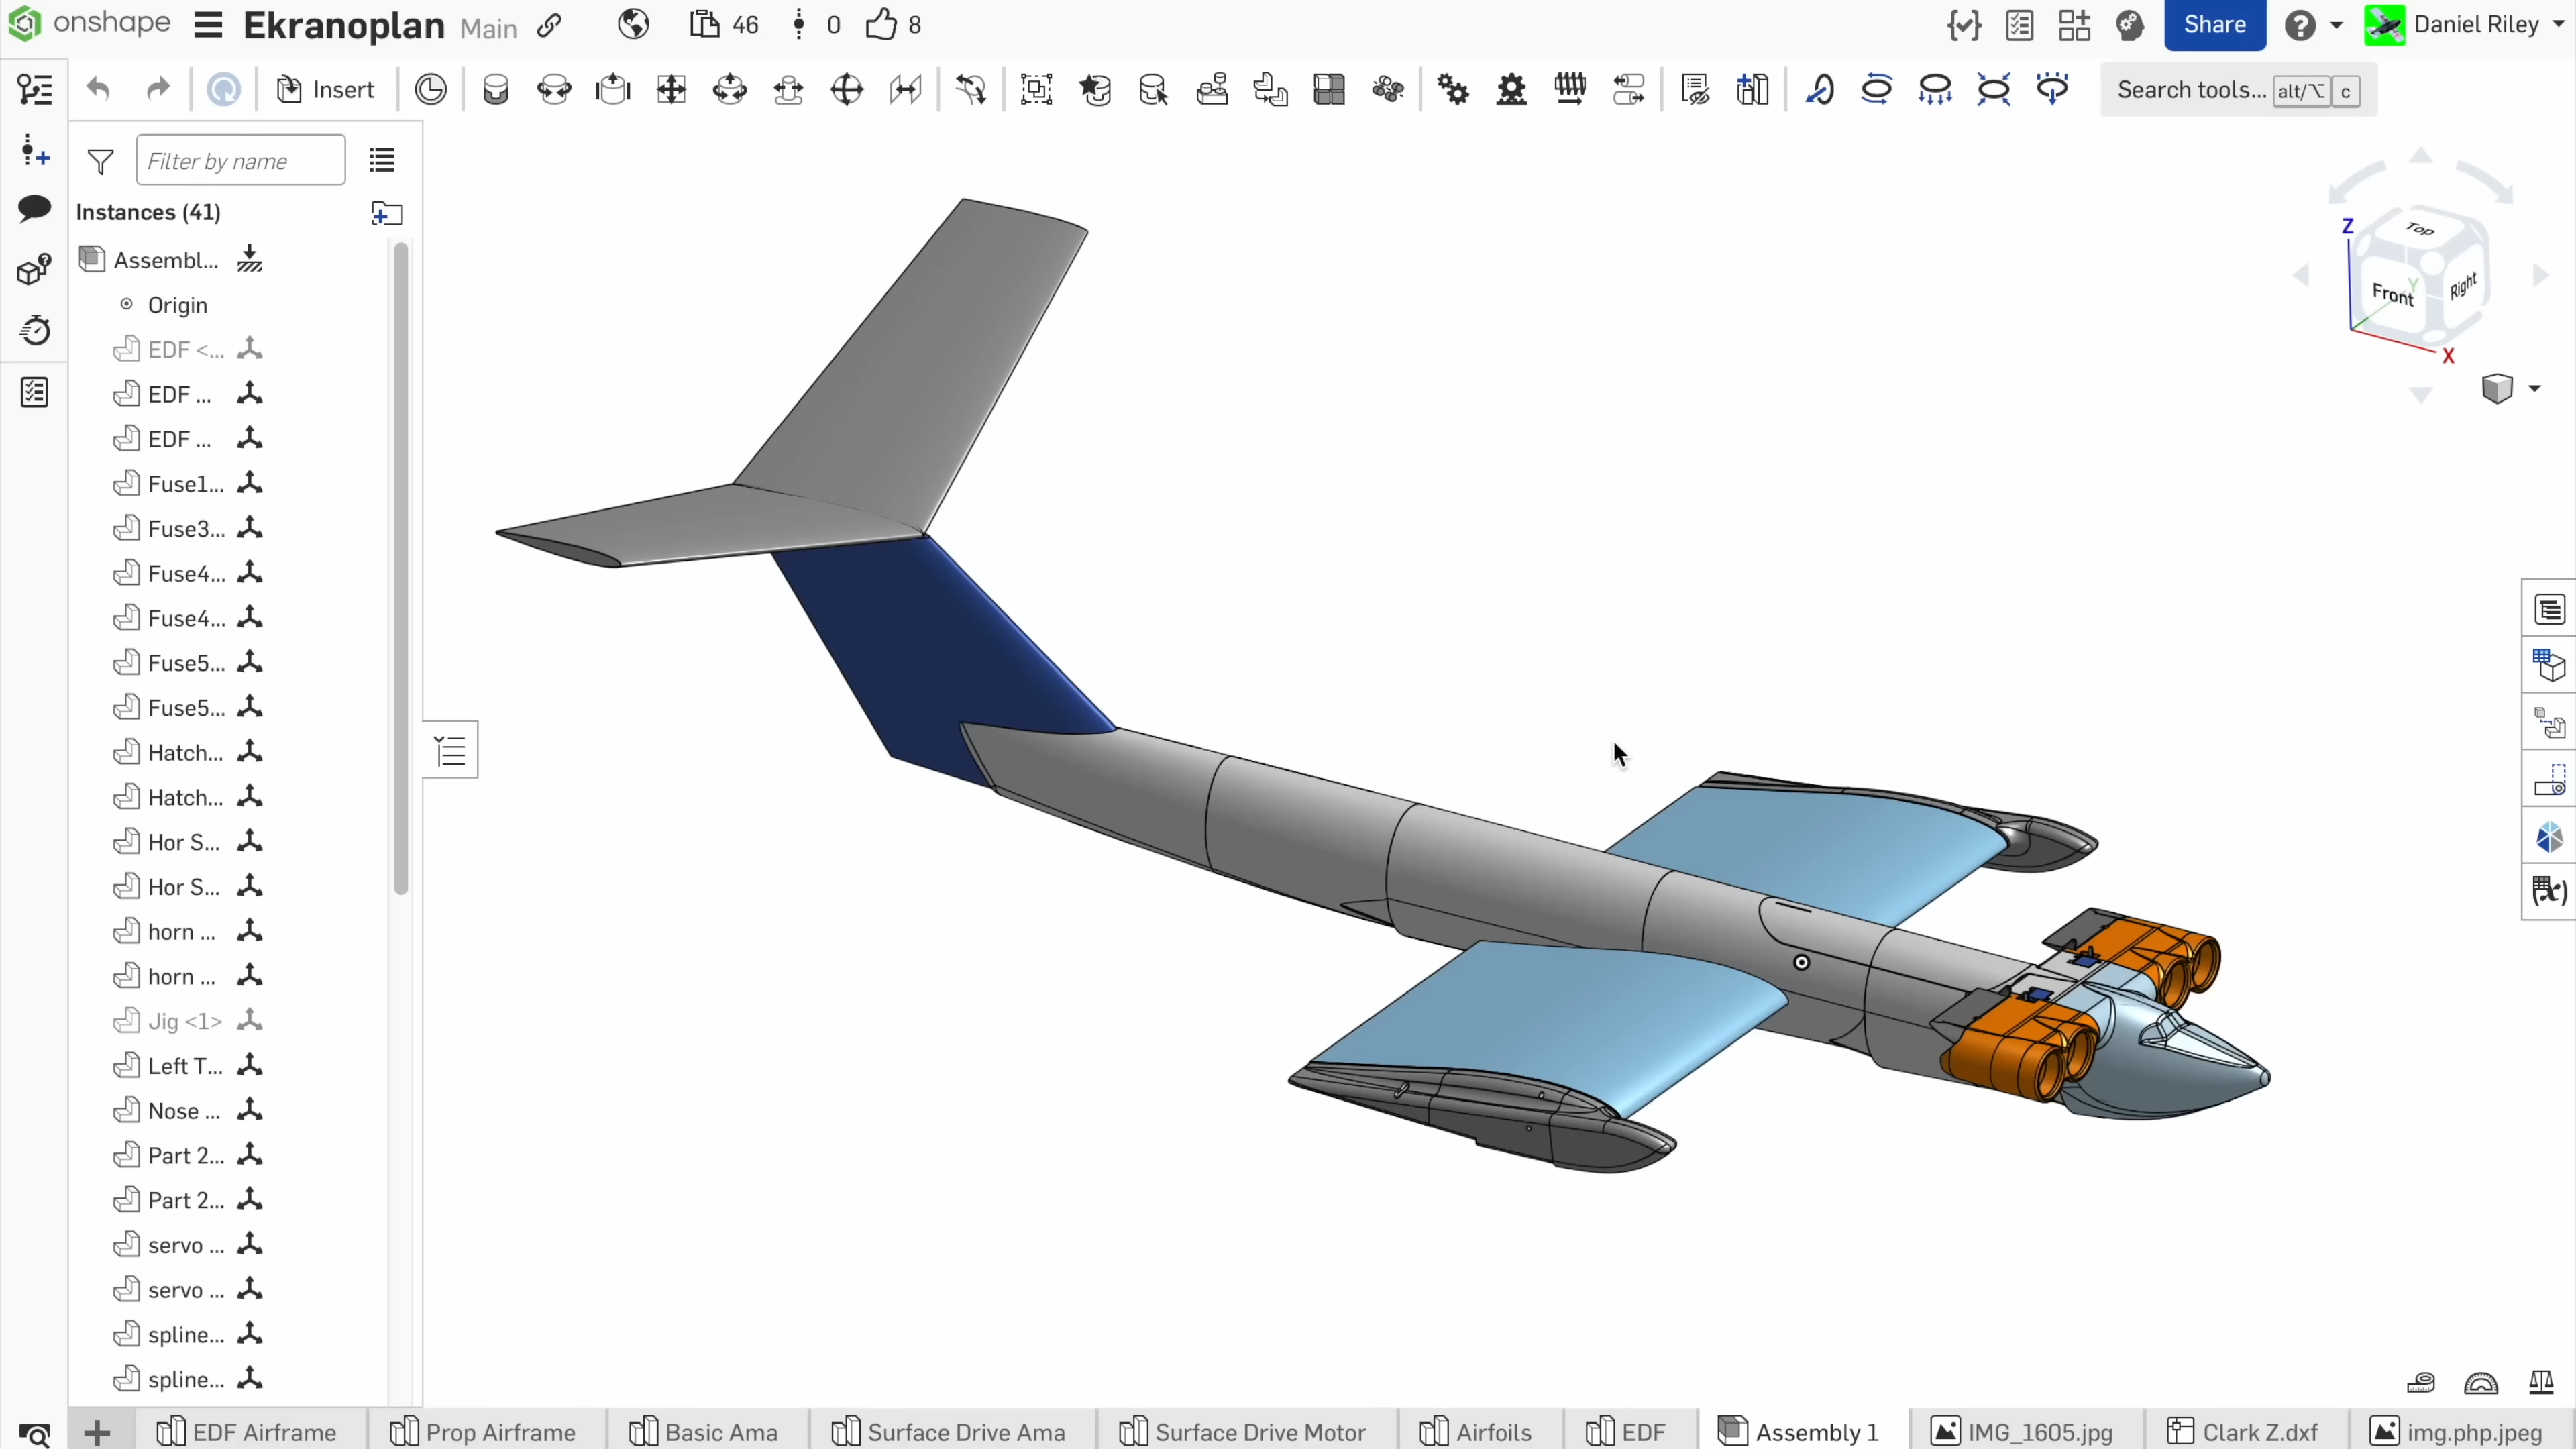 onshape Ekranoplan Main 46 0 8 Share Daniel Riley
Insert Search tools... alt/⌥ c
Filter by name
Instances (41)
Assembl...
Origin
EDF <...
EDF ...
EDF ...
Fuse1...
Fuse3...
Fuse4...
Fuse4...
Fuse5...
Fuse5...
Hatch...
Hatch...
Hor S...
Hor S...
horn ...
horn ...
Jig <1>
Left T...
Nose ...
Part 2...
Part 2...
servo ...
servo ...
spline...
spline...
Z
Top
Front
Y
Right
X
(x)
EDF Airframe Prop Airframe Basic Ama Surface Drive Ama Surface Drive Motor Airfoils EDF Assembly 1 IMG_1605.jpg Clark Z.dxf img.php.jpeg